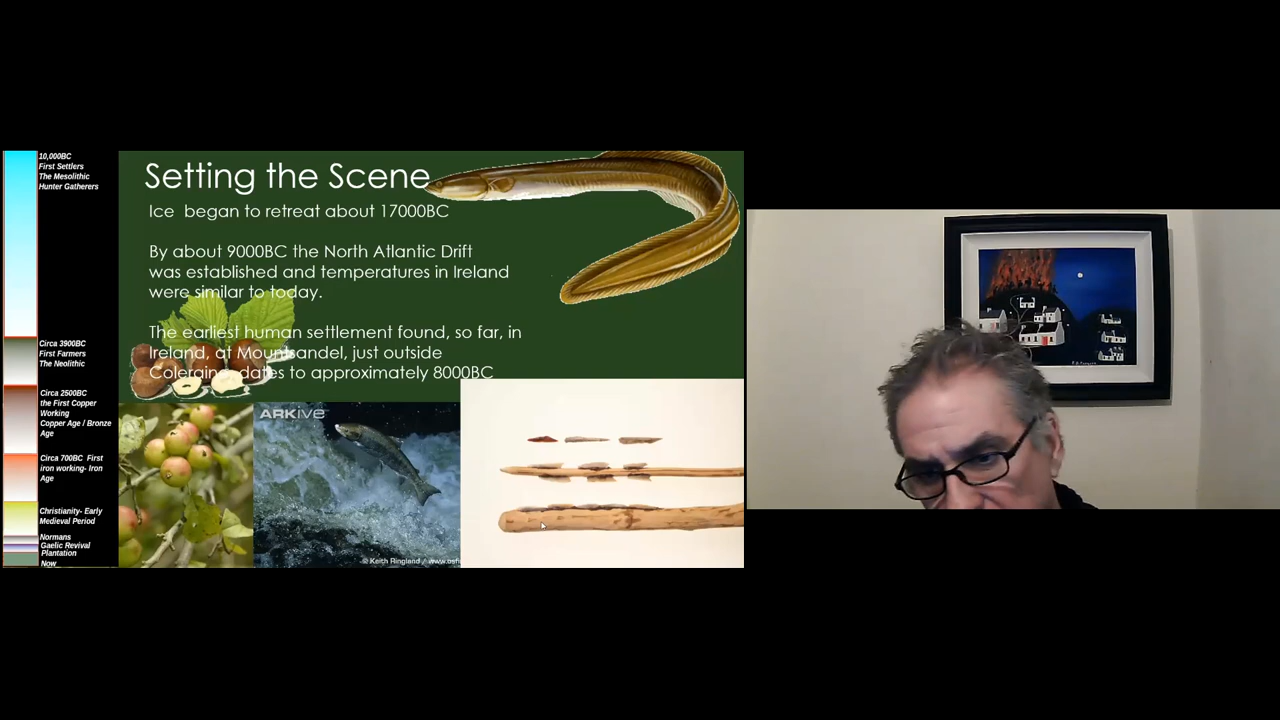 10,000BC
First Settlers
The Mesolithic
Hunter Gatherers
Circa 3900BC
First Farmers
The Neolithic
Circa 2500BC
the First Copper
Working
Copper Age / Bronze
Age
Circa 700BC First
iron working- Iron
Age
Christianity- Early
Medieval Period
Normans
Gaelic Revival
Plantation
Now
Setting the Scene
Ice began to retreat about 17000BC
By about 9000BC the North Atlantic Drift
was established and temperatures in Ireland
were similar to today.
The earliest human settlement found, so far, in
Ireland, at Mountsandel, just outside
Coleraine, dates to approximately 8000BC
ARKive
© Keith Ringland / www.osf